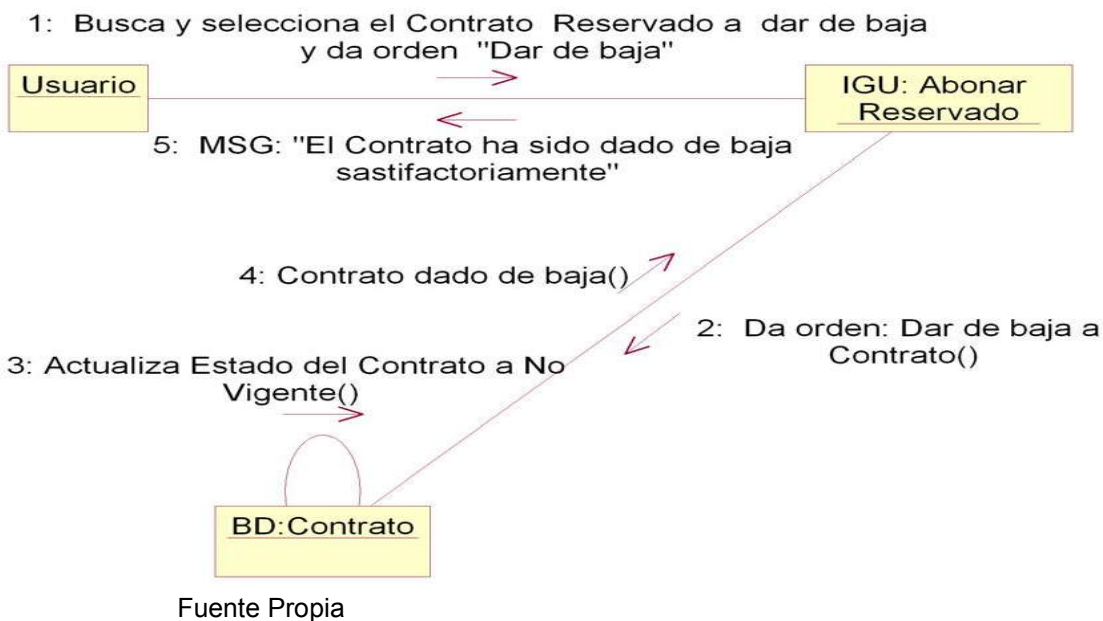 1: Busca y selecciona el Contrato Reservado a dar de baja
y da orden "Dar de baja"
Usuario
IGU: Abonar
Reservado
5: MSG: "El Contrato ha sido dado de baja
sastifactoriamente"
4: Contrato dado de baja()
2: Da orden: Dar de baja a
Contrato()
3: Actualiza Estado del Contrato a No
Vigente()
BD:Contrato
Fuente Propia